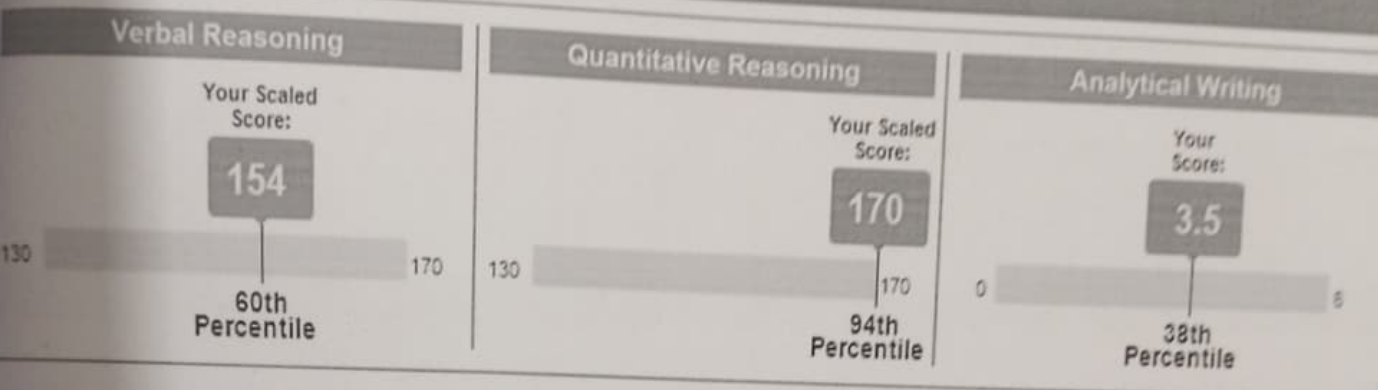 Verbal Reasoning
Your Scaled
Score:
154
130
170
60th
Percentile
Quantitative Reasoning
Your Scaled
Score:
170
130
170
94th
Percentile
Analytical Writing
Your
Score:
3.5
0
6
38th
Percentile